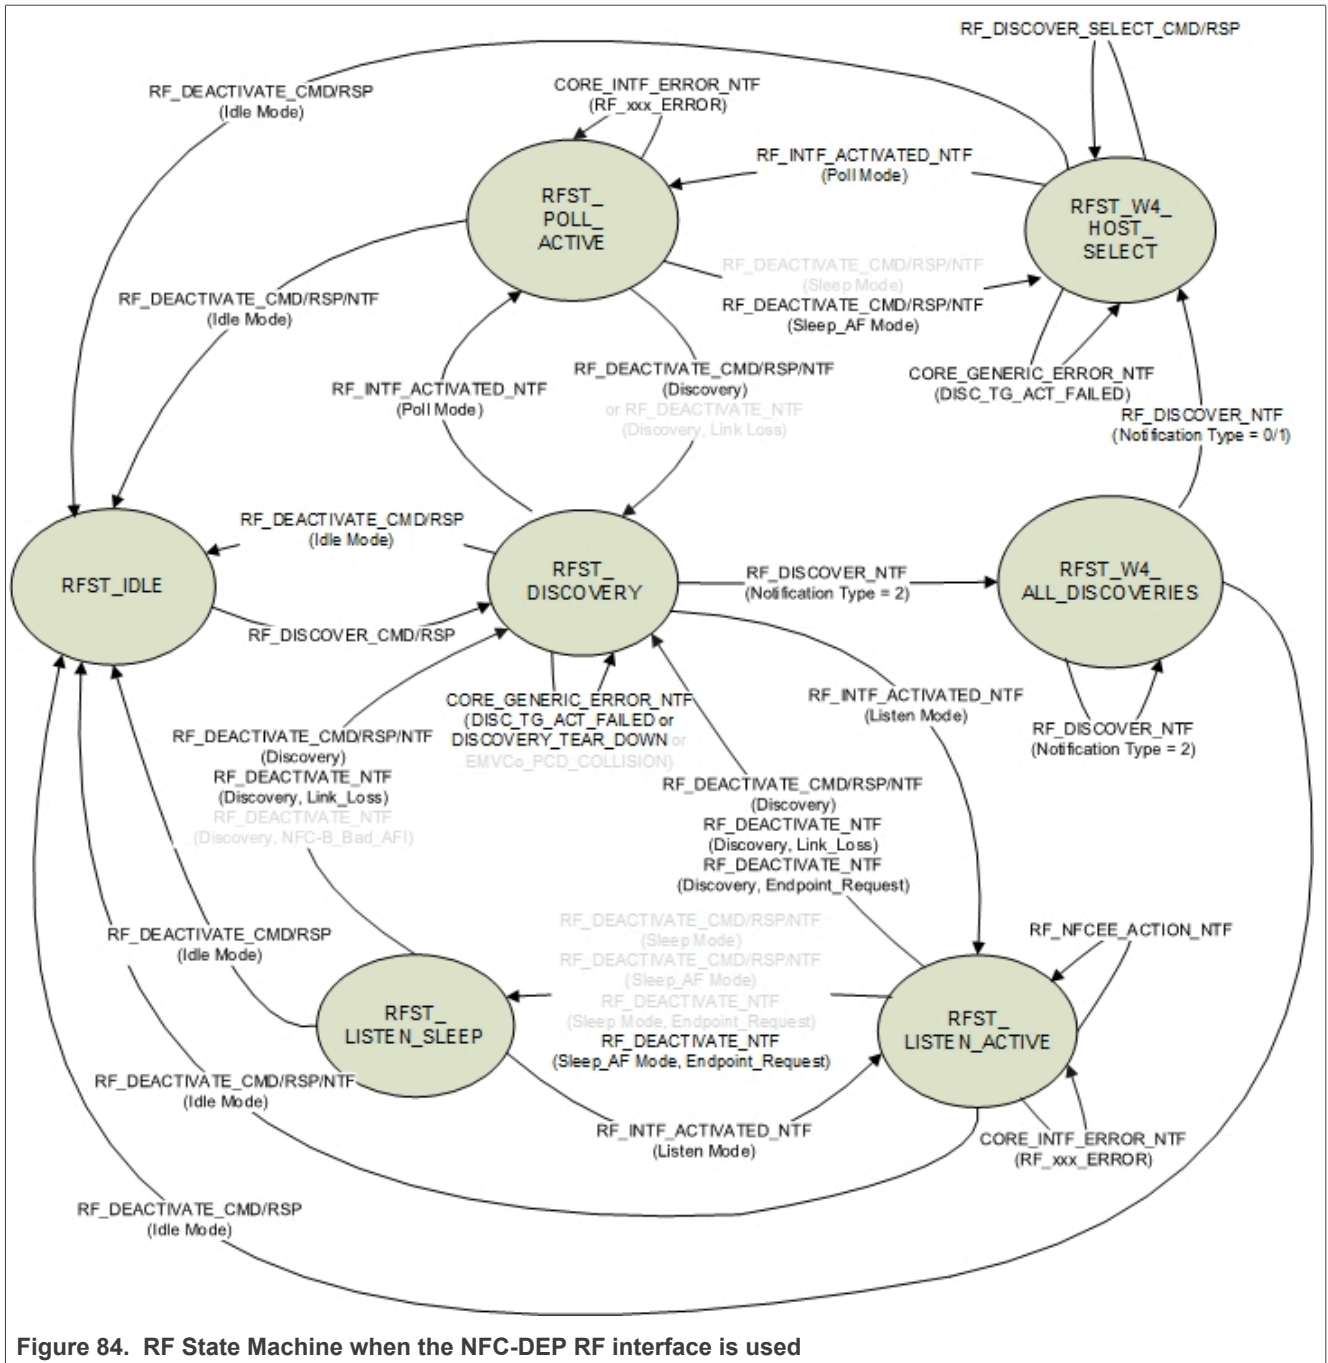 RF_DISCOVER_SELECT_CMD/RSP
RF_DEACTIVATE_CMD/RSP
(Idle Mode)
CORE_INTF_ERROR_NTF
(RF_xxx_ERROR)
RF_INTF_ACTIVATED_NTF
(Poll Mode)
RFST_
POLL_
ACTIVE
RFST_W4_
HOST_
SELECT
RF_DEACTIVATE_CMD/RSP/NTF
(Sleep Mode)
RF_DEACTIVATE_CMD/RSP/NTF
(Sleep_AF Mode)
RF_DEACTIVATE_CMD/RSP/NTF
(Idle Mode)
RF_INTF_ACTIVATED_NTF
(Poll Mode)
RF_DEACTIVATE_CMD/RSP/NTF
(Discovery)
or RF_DEACTIVATE_NTF
(Discovery, Link Loss)
CORE_GENERIC_ERROR_NTF
(DISC_TG_ACT_FAILED)
RF_DISCOVER_NTF
(Notification Type = 0/1)
RF_DEACTIVATE_CMD/RSP
(Idle Mode)
RFST_IDLE
RFST_
DISCOVERY
RF_DISCOVER_NTF
(Notification Type = 2)
RFST_W4_
ALL_DISCOVERIES
RF_DISCOVER_CMD/RSP
CORE_GENERIC_ERROR_NTF
(DISC_TG_ACT_FAILED or
DISCOVERY_TEAR_DOWN or
EMVCo_PCD_COLLISION)
RF_INTF_ACTIVATED_NTF
(Listen Mode)
RF_DISCOVER_NTF
(Notification Type = 2)
RF_DEACTIVATE_CMD/RSP/NTF
(Discovery)
RF_DEACTIVATE_NTF
(Discovery, Link_Loss)
RF_DEACTIVATE_NTF
(Discovery, NFC-B_Bad_AFI)
RF_DEACTIVATE_CMD/RSP/NTF
(Discovery)
RF_DEACTIVATE_NTF
(Discovery, Link_Loss)
RF_DEACTIVATE_NTF
(Discovery, Endpoint_Request)
RF_DEACTIVATE_CMD/RSP
(Idle Mode)
RF_DEACTIVATE_CMD/RSP/NTF
(Sleep Mode)
RF_DEACTIVATE_CMD/RSP/NTF
(Sleep_AF Mode)
RF_DEACTIVATE_NTF
(Sleep Mode, Endpoint_Request)
RF_DEACTIVATE_NTF
(Sleep_AF Mode, Endpoint_Request)
RF_NFCEE_ACTION_NTF
RFST_
LISTEN_SLEEP
RFST_
LISTEN_ACTIVE
RF_DEACTIVATE_CMD/RSP/NTF
(Idle Mode)
RF_INTF_ACTIVATED_NTF
(Listen Mode)
CORE_INTF_ERROR_NTF
(RF_xxx_ERROR)
RF_DEACTIVATE_CMD/RSP
(Idle Mode)
Figure 84. RF State Machine when the NFC-DEP RF interface is used